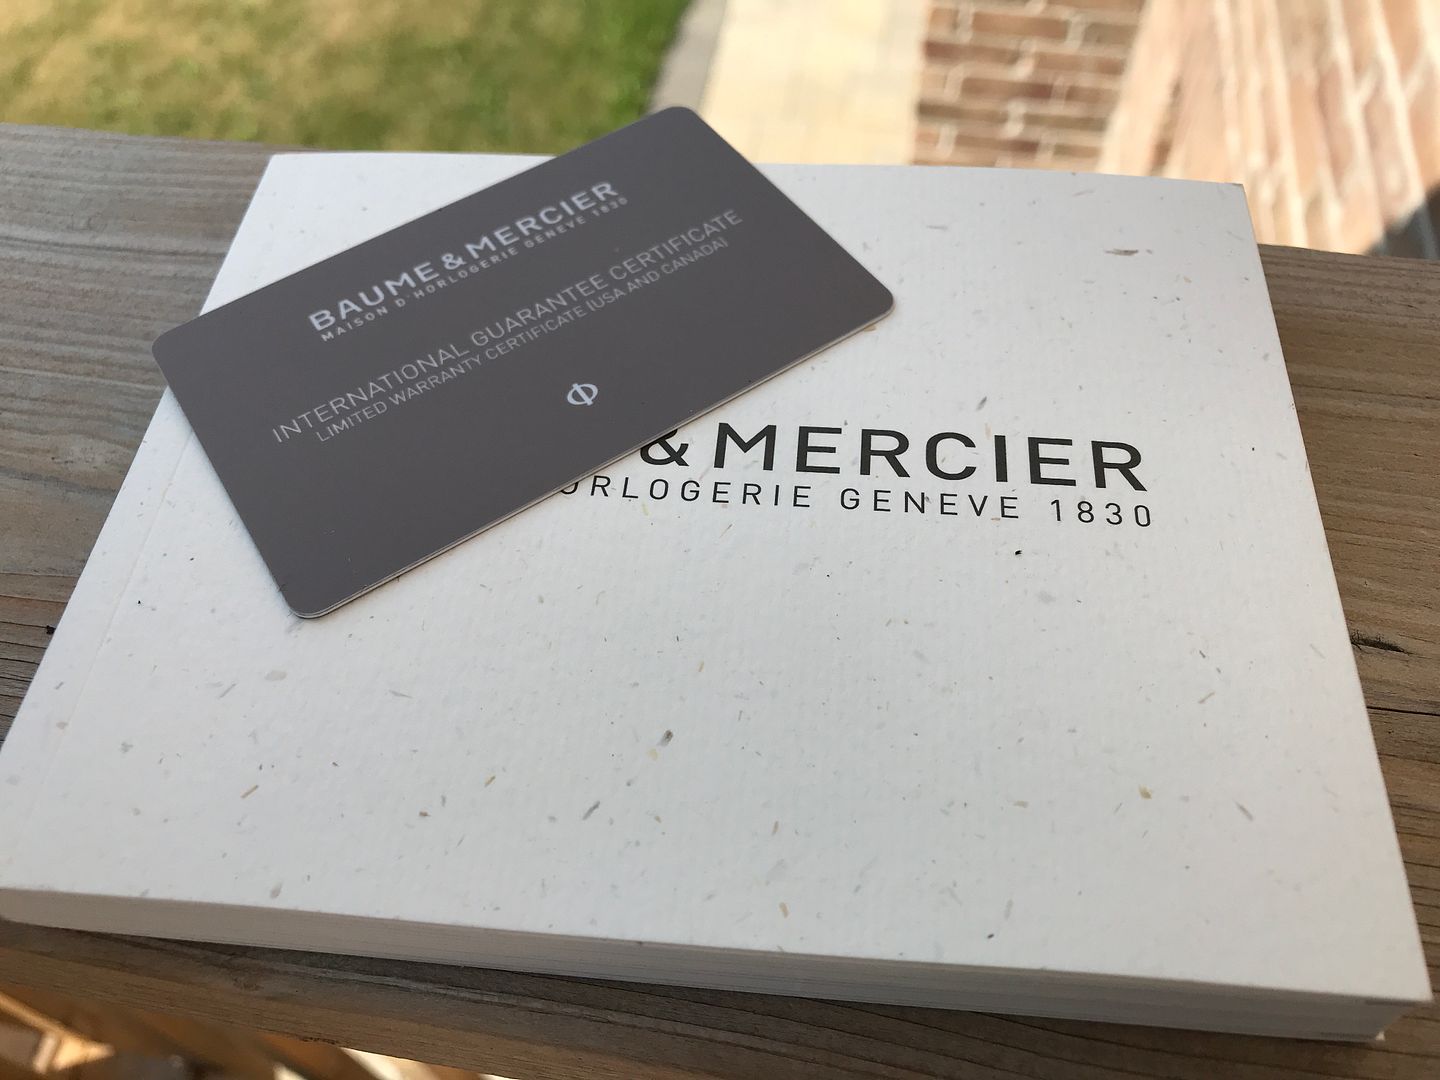 BAUME & MERCIER
MAISON D'HORLOGERIE GENEVE 1830
INTERNATIONAL GUARANTEE CERTIFICATE
LIMITED WARRANTY CERTIFICATE (USA AND CANADA)
& MERCIER
ORLOGERIE GENEVE 1830